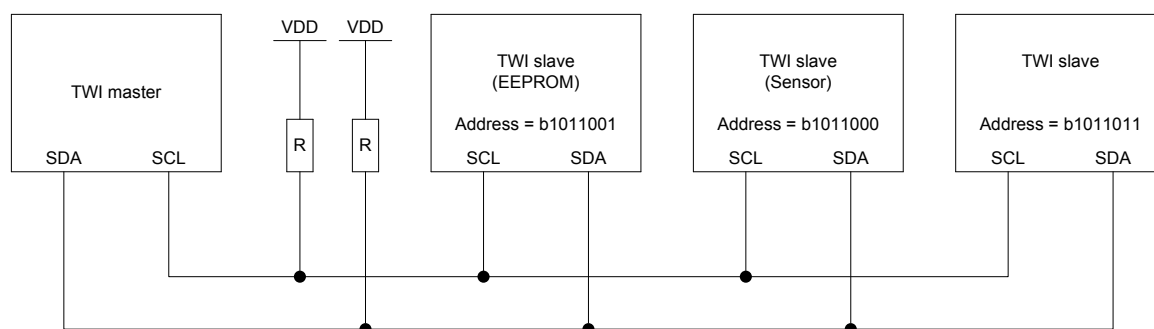 TWI master
SDA
SCL
VDD
VDD
R
R
TWI slave
(EEPROM)
Address = b1011001
SCL
SDA
TWI slave
(Sensor)
Address = b1011000
SCL
SDA
TWI slave
Address = b1011011
SCL
SDA